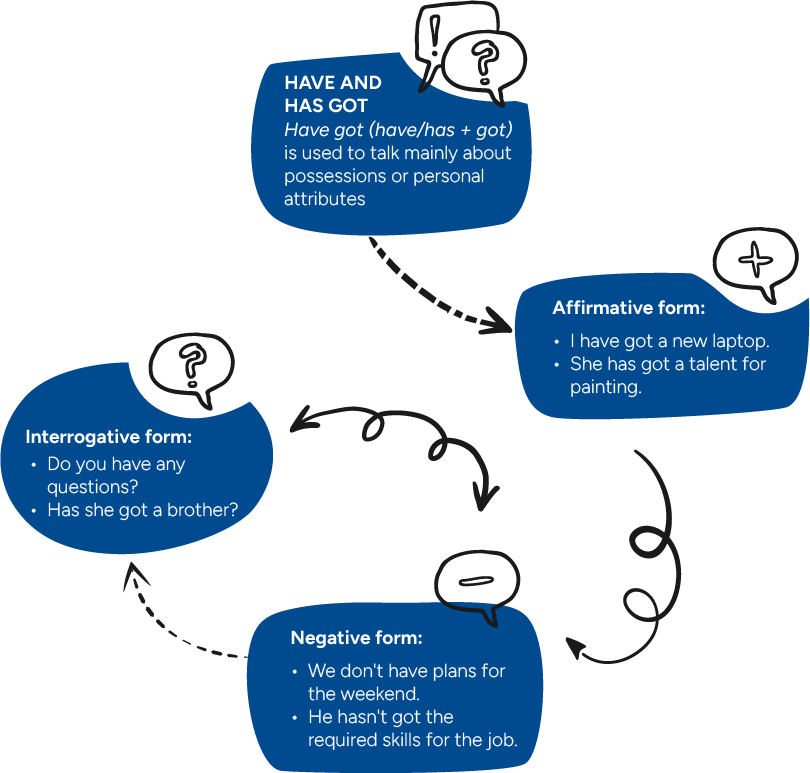 HAVE AND
HAS GOT
Have got (have/has + got)
is used to talk mainly about
possessions or personal
attributes
Affirmative form:
• I have got a new laptop.
• She has got a talent for
painting.
Interrogative form:
• Do you have any
questions?
• Has she got a brother?
Negative form:
• We don't have plans for
the weekend.
• He hasn't got the
required skills for the job.